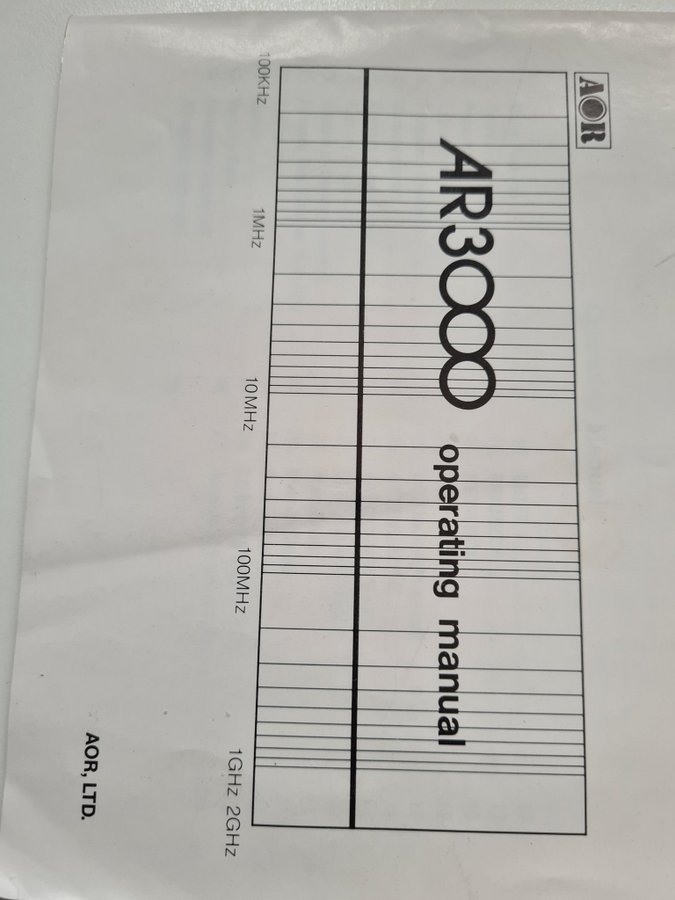 AOR
AR3000 operating manual
100KHz 1MHz 10MHz 100MHz 1GHz 2GHz
AOR, LTD.